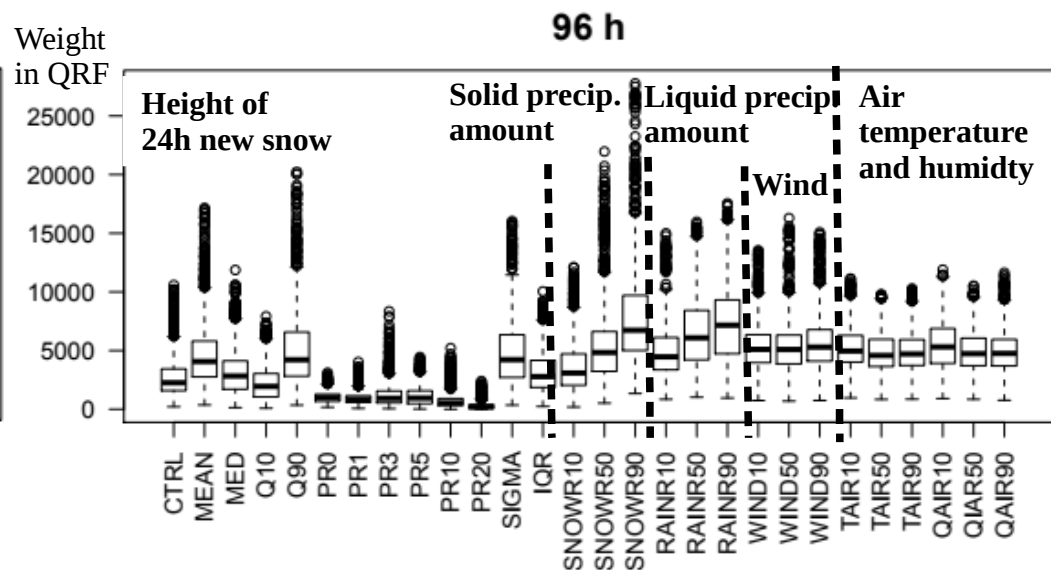 96 h
Weight
in QRF
Height of
24h new snow
Solid precip.
amount
Liquid precip
amount
Wind
Air
temperature
and humidty
25000
20000
15000
10000
5000
0
CTRL
MEAN
MED
Q10
Q90
PR0
PR1
PR3
PR5
PR10
PR20
SIGMA
IQR
SNOWR10
SNOWR50
SNOWR90
RAINR10
RAINR50
RAINR90
WIND10
WIND50
WIND90
TAIR10
TAIR50
TAIR90
QAIR10
QIAR50
QAIR90